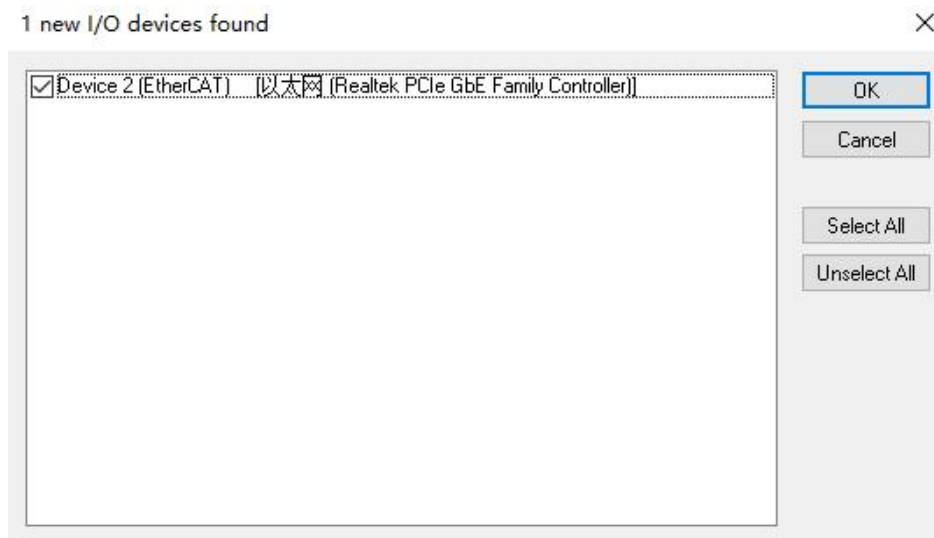 1 new I/O devices found
Device 2 (EtherCAT) [以太网 (Realtek PCIe GbE Family Controller)]
OK
Cancel
Select All
Unselect All